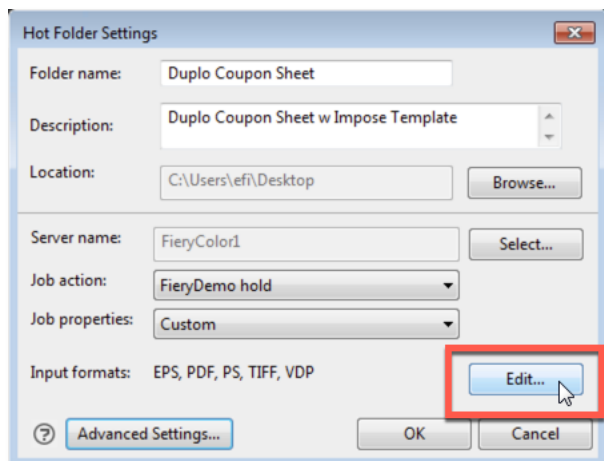 Hot Folder Settings
Folder name: Duplo Coupon Sheet
Description: Duplo Coupon Sheet w Impose Template
Location: C:\Users\efi\Desktop Browse...
Server name: FieryColor1 Select...
Job action: FieryDemo hold
Job properties: Custom
Input formats: EPS, PDF, PS, TIFF, VDP Edit...
? Advanced Settings... OK Cancel